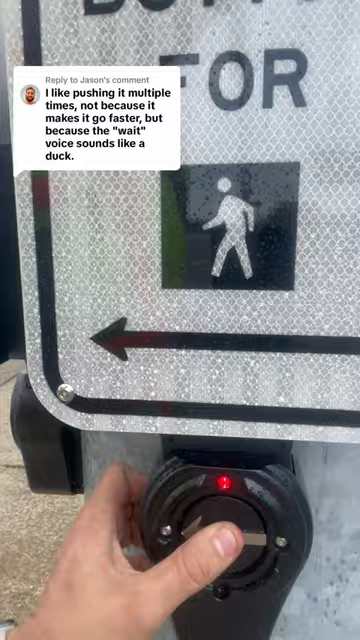 FOR
Reply to Jason's comment
I like pushing it multiple
times, not because it
makes it go faster, but
because the "wait"
voice sounds like a
duck.